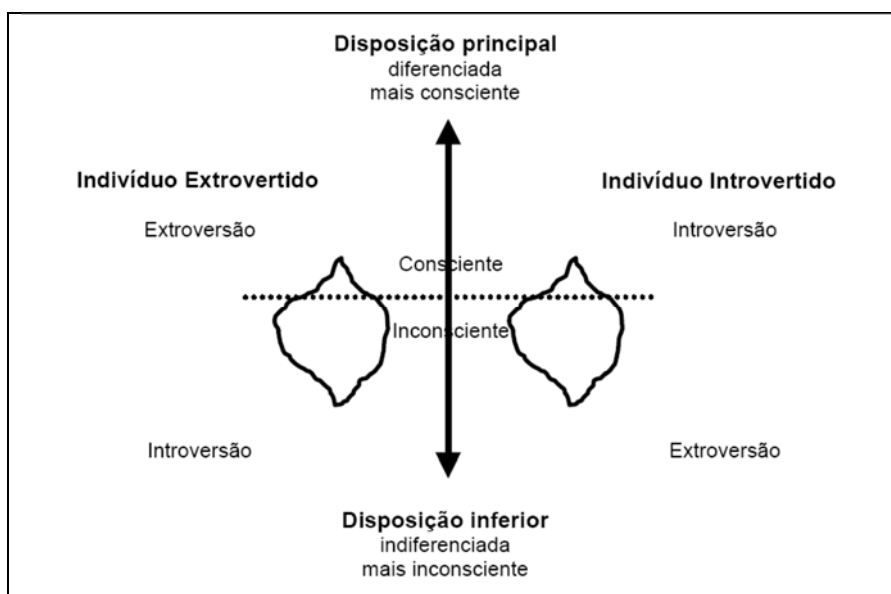 Disposição principal
diferenciada
mais consciente
Indivíduo Extrovertido
Indivíduo Introvertido
Extroversão
Introversão
Consciente
Inconsciente
Introversão
Extroversão
Disposição inferior
indiferenciada
mais inconsciente